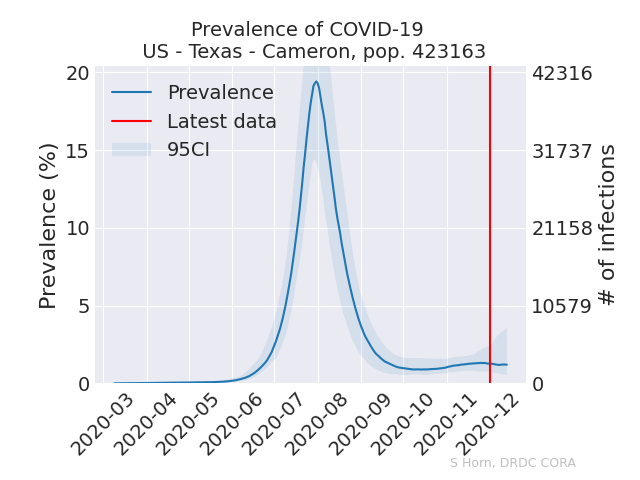 Prevalence of COVID-19
US - Texas - Cameron, pop. 423163
Prevalence
Latest data
95CI
Prevalence (%)
20
15
10
5
0
42316
31737
21158
10579
0
# of infections
2020-03
2020-04
2020-05
2020-06
2020-07
2020-08
2020-09
2020-10
2020-11
2020-12
S Horn, DRDC CORA